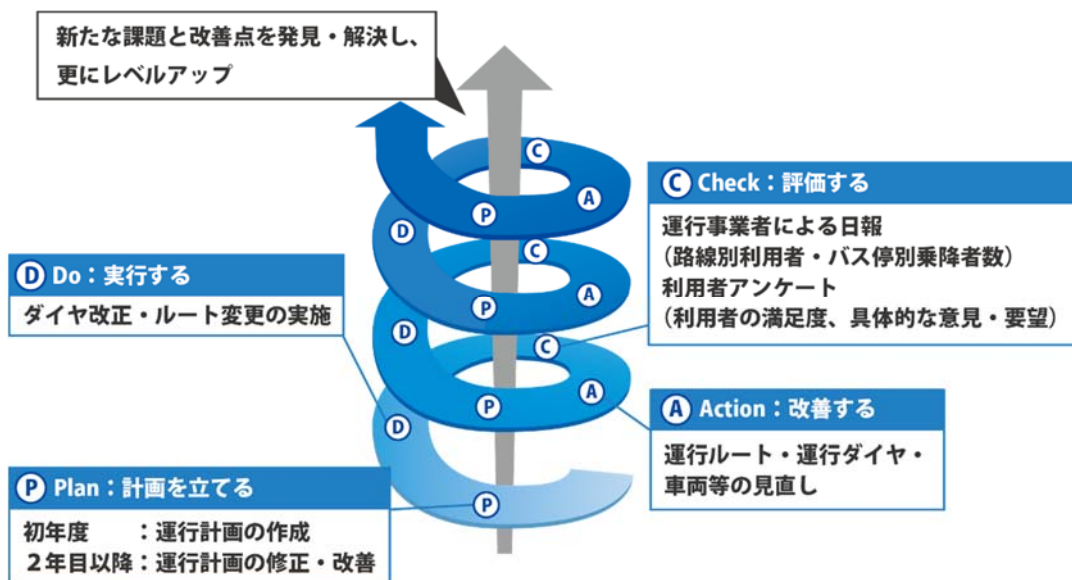 新たな課題と改善点を発見・解決し、
更にレベルアップ
C
A
P
D
C
A
P
D
C
A
P
D
P
C Check:評価する
運行事業者による日報
(路線別利用者・バス停別乗降者数)
利用者アンケート
(利用者の満足度、具体的な意見・要望)
D Do:実行する
ダイヤ改正・ルート変更の実施
A Action:改善する
運行ルート・運行ダイヤ・
車両等の見直し
P Plan:計画を立てる
初年度 :運行計画の作成
2年目以降:運行計画の修正・改善